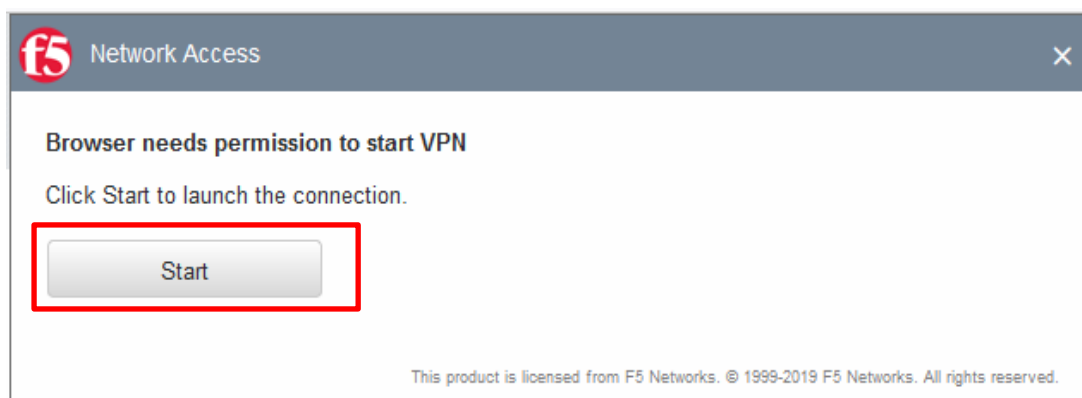 f5 Network Access
Browser needs permission to start VPN
Click Start to launch the connection.
Start
This product is licensed from F5 Networks. © 1999-2019 F5 Networks. All rights reserved.